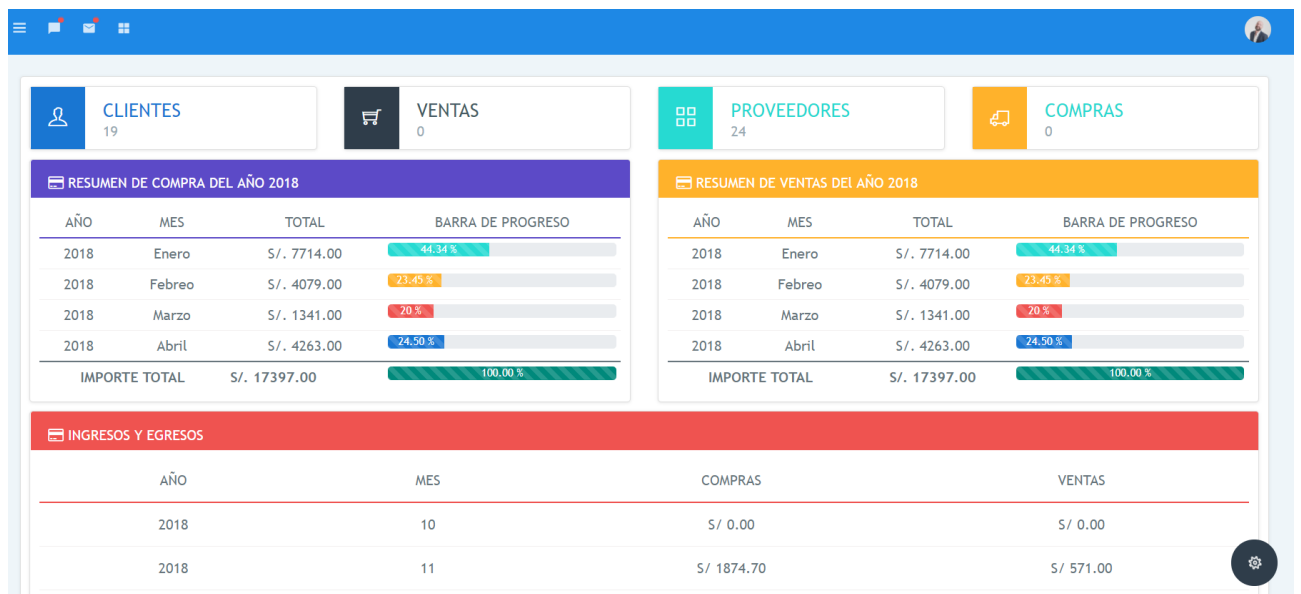 CLIENTES
19
VENTAS
0
PROVEEDORES
24
COMPRAS
0
RESUMEN DE COMPRA DEL AÑO 2018
AÑO MES TOTAL BARRA DE PROGRESO
2018 Enero S/. 7714.00 44.34 %
2018 Febreo S/. 4079.00 23.45 %
2018 Marzo S/. 1341.00 20 %
2018 Abril S/. 4263.00 24.50 %
IMPORTE TOTAL S/. 17397.00 100.00 %
RESUMEN DE VENTAS DEl AÑO 2018
AÑO MES TOTAL BARRA DE PROGRESO
2018 Enero S/. 7714.00 44.34 %
2018 Febreo S/. 4079.00 23.45 %
2018 Marzo S/. 1341.00 20 %
2018 Abril S/. 4263.00 24.50 %
IMPORTE TOTAL S/. 17397.00 100.00 %
INGRESOS Y EGRESOS
AÑO MES COMPRAS VENTAS
2018 10 S/ 0.00 S/ 0.00
2018 11 S/ 1874.70 S/ 571.00